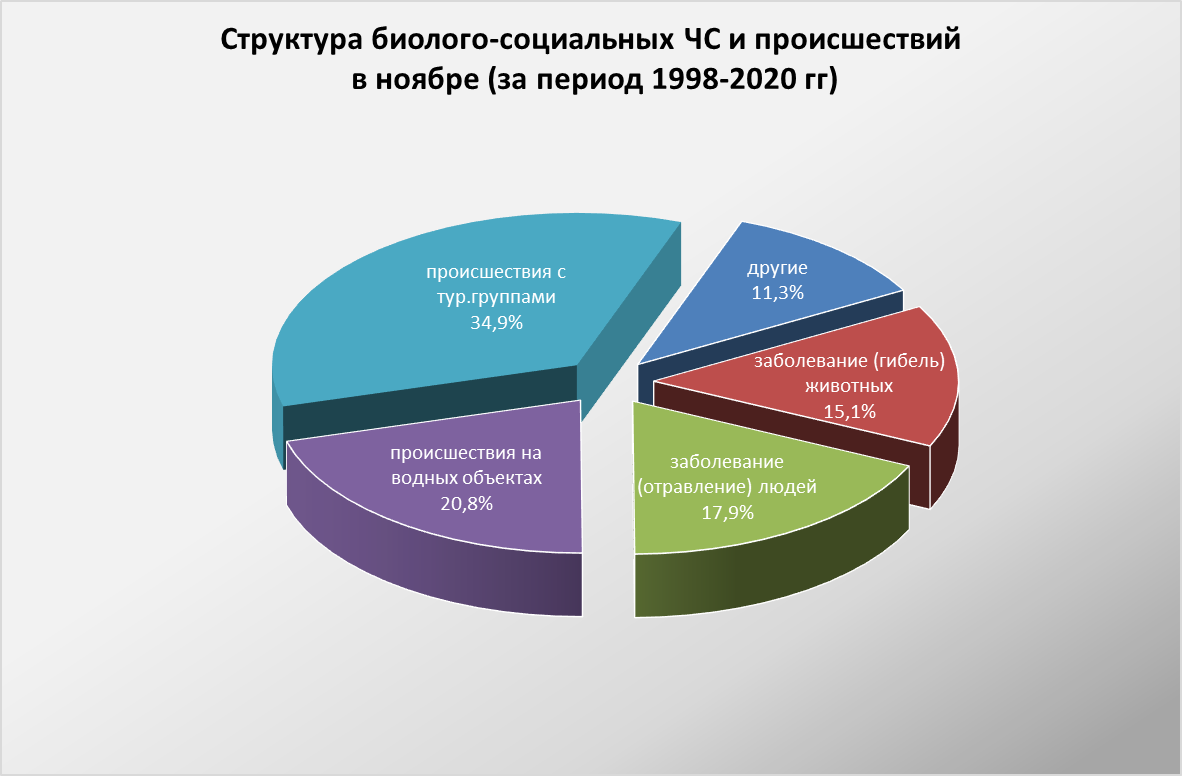 Структура биолого-социальных ЧС и происшествий
в ноябре (за период 1998-2020 гг)
происшествия с
тур.группами
34,9%
другие
11,3%
заболевание (гибель)
животных
15,1%
происшествия на
водных объектах
20,8%
заболевание
(отравление) людей
17,9%